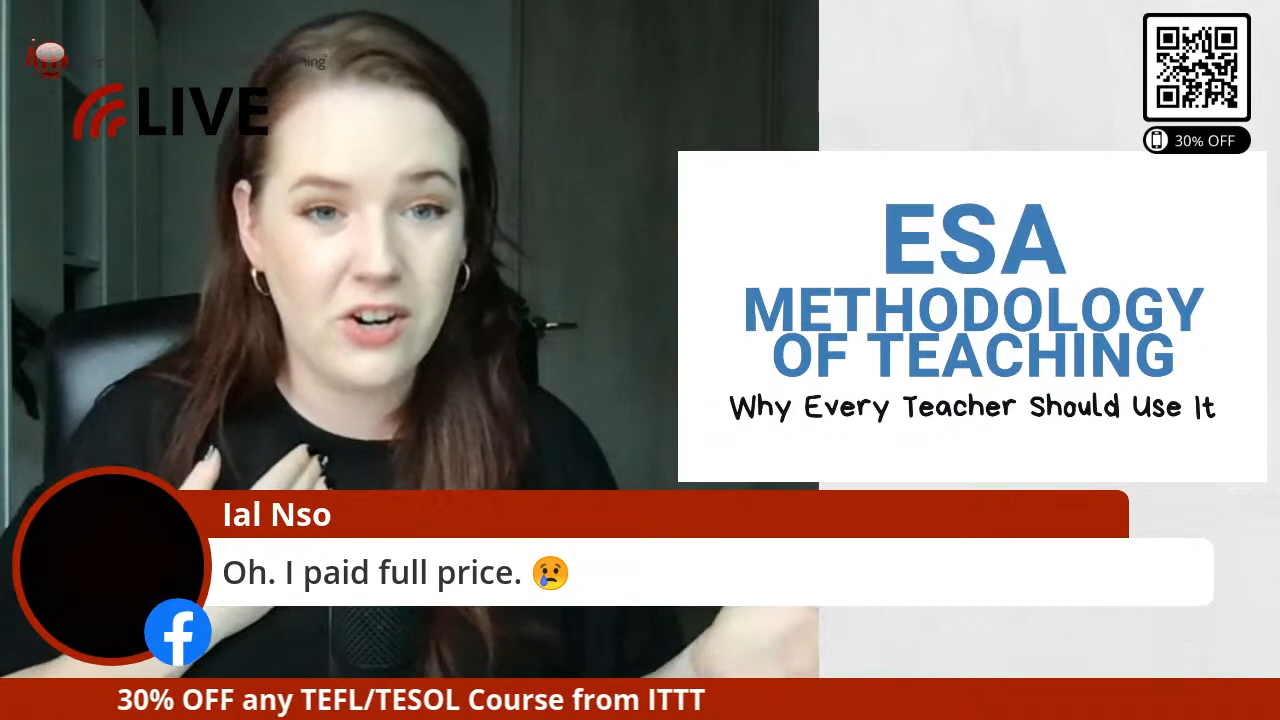 LIVE
30% OFF
ESA
METHODOLOGY
OF TEACHING
Why Every Teacher Should Use It
Ial Nso
Oh. I paid full price. 😢
30% OFF any TEFL/TESOL Course from ITTT